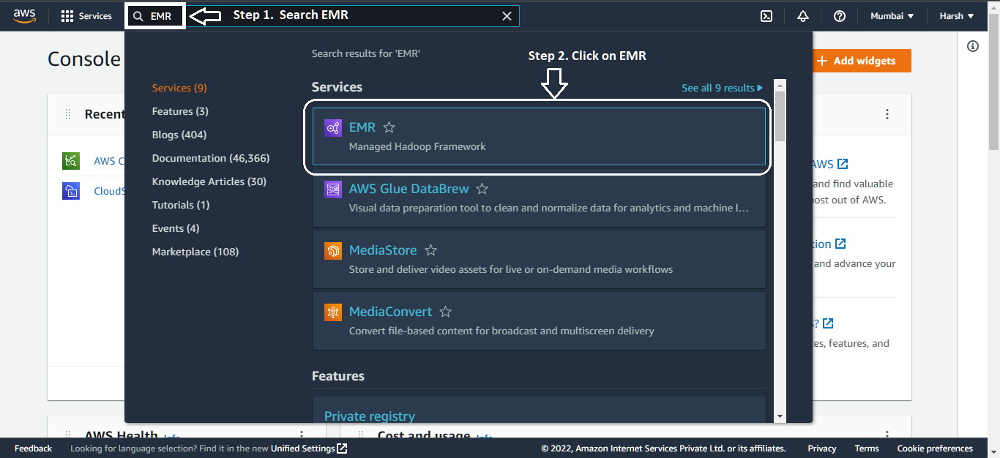 aws
Services
EMR
Step 1. Search EMR
Mumbai
Harsh
Console
Search results for 'EMR'
Step 2. Click on EMR
Add widgets
Services (9)
Features (3)
Blogs (404)
Documentation (46,366)
Knowledge Articles (30)
Tutorials (1)
Events (4)
Marketplace (108)
Services
See all 9 results
EMR
Managed Hadoop Framework
AWS Glue DataBrew
Visual data preparation tool to clean and normalize data for analytics and machine l...
MediaStore
Store and deliver video assets for live or on-demand media workflows
MediaConvert
Convert file-based content for broadcast and multiscreen delivery
Features
Private registry
Recent
AWS C
CloudS
AWS
and find valuable
ost out of AWS.
tion
and advance your
s?
es, features, and
AWS Health Info
Cost and usage Info
Feedback
Looking for language selection? Find it in the new Unified Settings
© 2022, Amazon Internet Services Private Ltd. or its affiliates.
Privacy
Terms
Cookie preferences